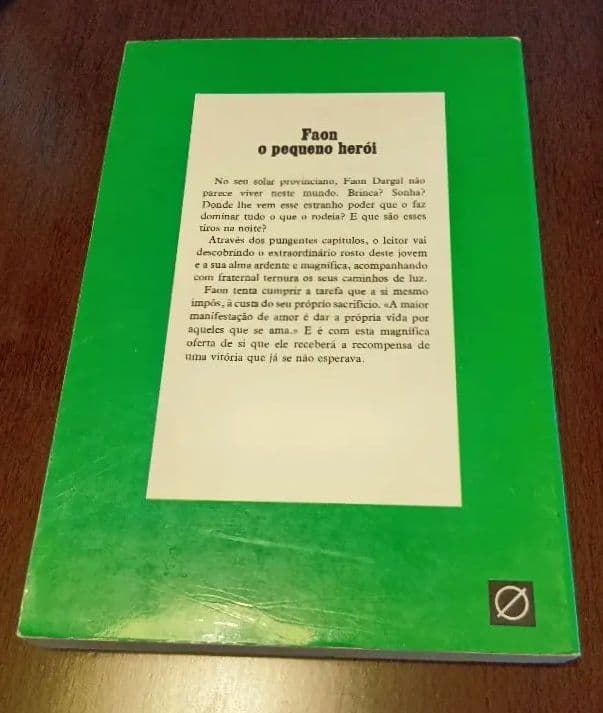 Faon
o pequeno herói
No seu solar provinciano, Faon Dargal não
parece viver neste mundo. Brinca? Sonha?
Donde lhe vem esse estranho poder que o faz
dominar tudo o que o rodeia? E que são esses
tiros na noite?
Através dos pungentes capítulos, o leitor vai
descobrindo o extraordinário rosto deste jovem
e a sua alma ardente e magnífica, acompanhando
com fraternal ternura os seus caminhos de luz.
Faon tenta cumprir a tarefa que a si mesmo
impôs, à custa do seu próprio sacrifício. «A maior
manifestação de amor é dar a própria vida por
aqueles que se ama.» E é com esta magnífica
oferta de si que ele receberá a recompensa de
uma vitória que já se não esperava.